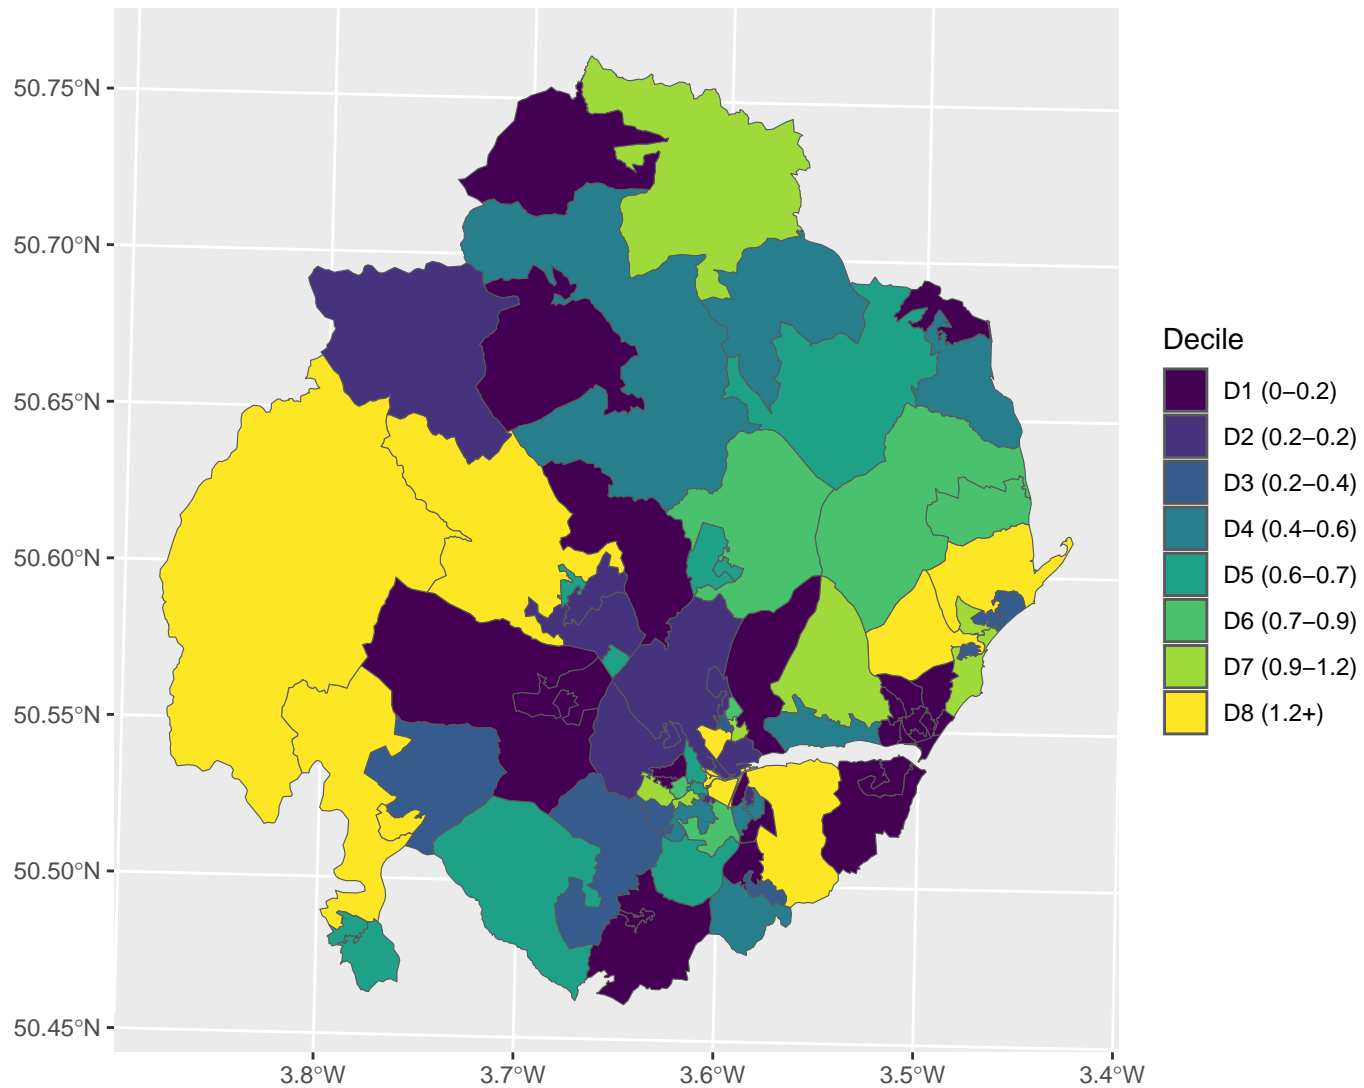 50.75°N
50.70°N
50.65°N
50.60°N
50.55°N
50.50°N
50.45°N
3.8°W
3.7°W
3.6°W
3.5°W
3.4°W
Decile
D1 (0−0.2)
D2 (0.2−0.2)
D3 (0.2−0.4)
D4 (0.4−0.6)
D5 (0.6−0.7)
D6 (0.7−0.9)
D7 (0.9−1.2)
D8 (1.2+)